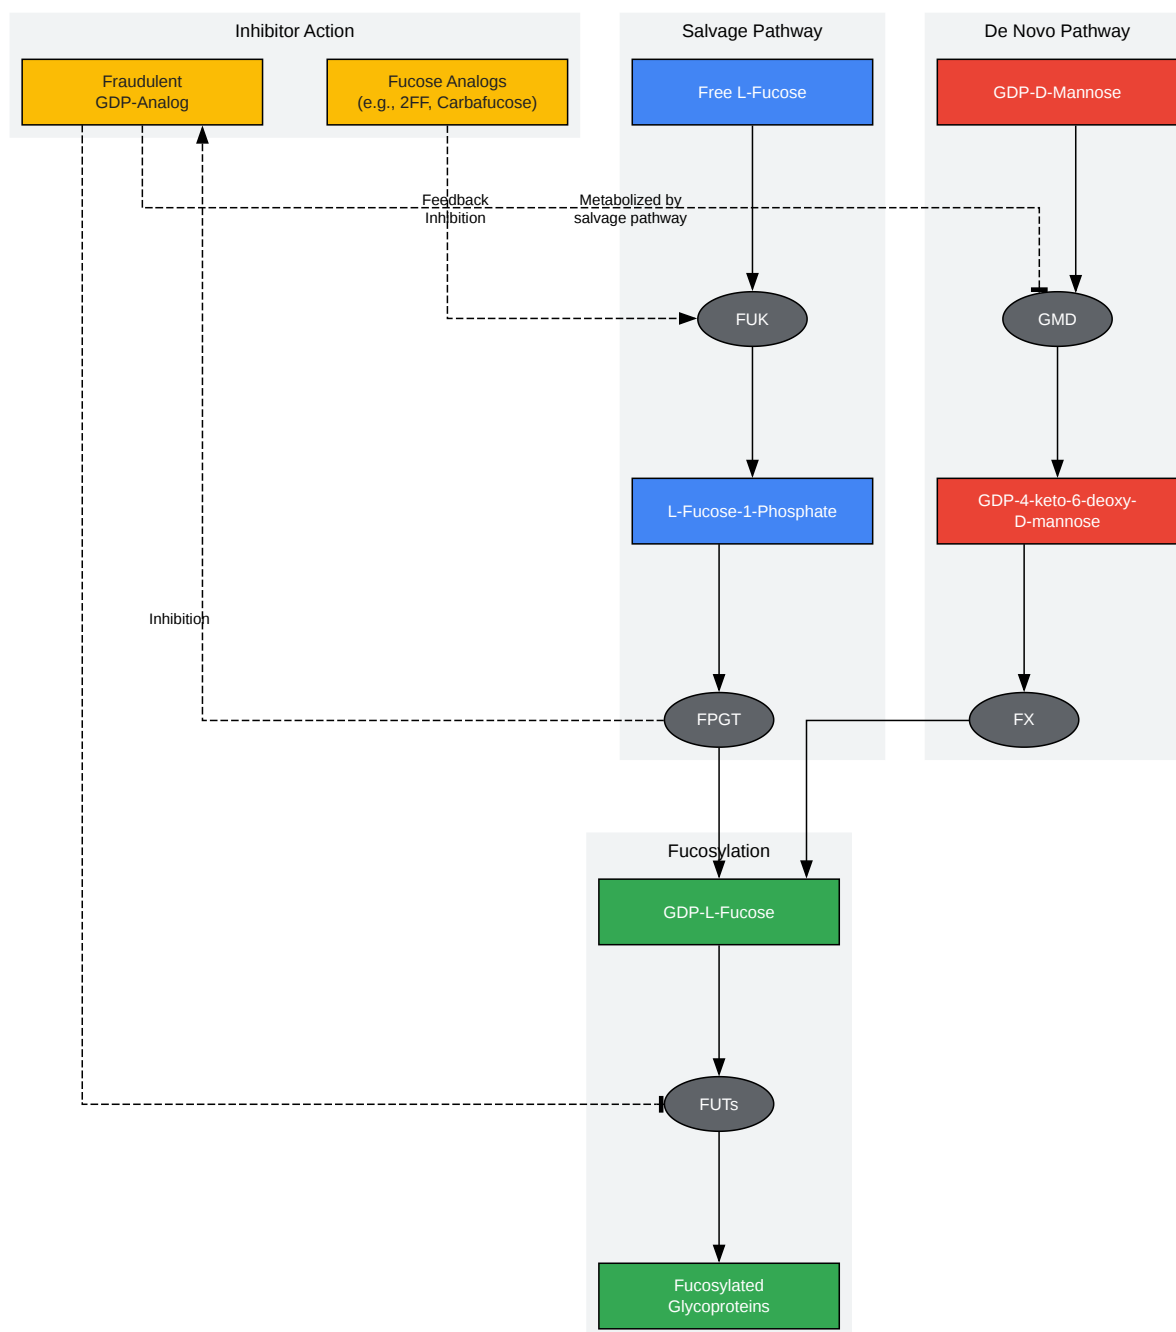 Inhibitor Action
Salvage Pathway
De Novo Pathway
Fraudulent
GDP-Analog
Fucose Analogs
(e.g., 2FF, Carbafucose)
Free L-Fucose
GDP-D-Mannose
Feedback
Inhibition
Metabolized by
salvage pathway
FUK
GMD
L-Fucose-1-Phosphate
GDP-4-keto-6-deoxy-
D-mannose
Inhibition
FPGT
FX
Fucosylation
GDP-L-Fucose
FUTs
Fucosylated
Glycoproteins